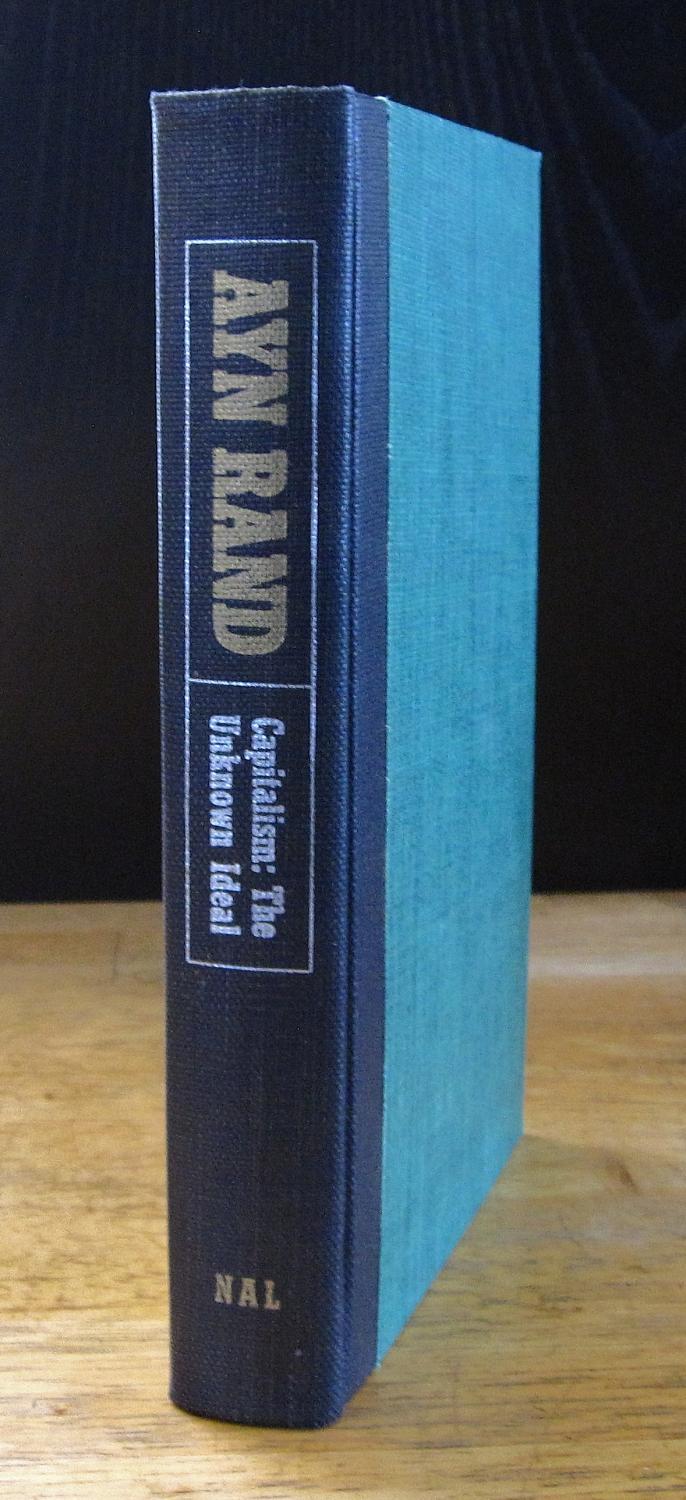 AYN RAND
Capitalism: The
Unknown Ideal
NAL